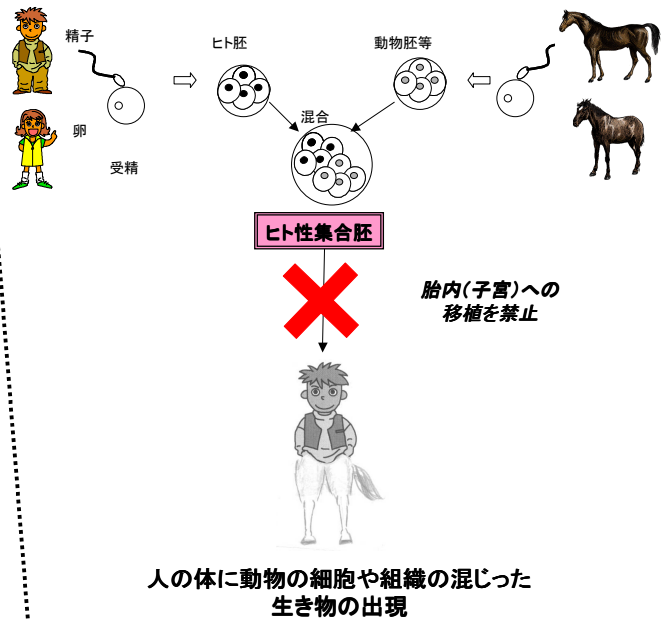 精子
ヒト胚
動物胚等
混合
卵
受精
ヒト性集合胚
胎内(子宮)への
移植を禁止
人の体に動物の細胞や組織の混じった
生き物の出現